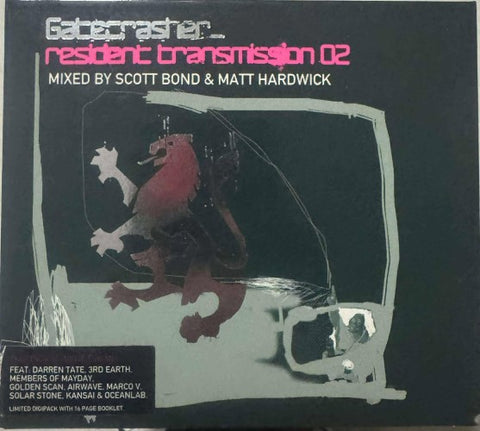 Gatecrasher_
resident transmission 02
MIXED BY SCOTT BOND & MATT HARDWICK
FEAT. DARREN TATE, 3RD EARTH,
MEMBERS OF MAYDAY,
GOLDEN SCAN, AIRWAVE, MARCO V,
SOLAR STONE, KANSAI & OCEANLAB.
LIMITED DIGIPACK WITH 16 PAGE BOOKLET.